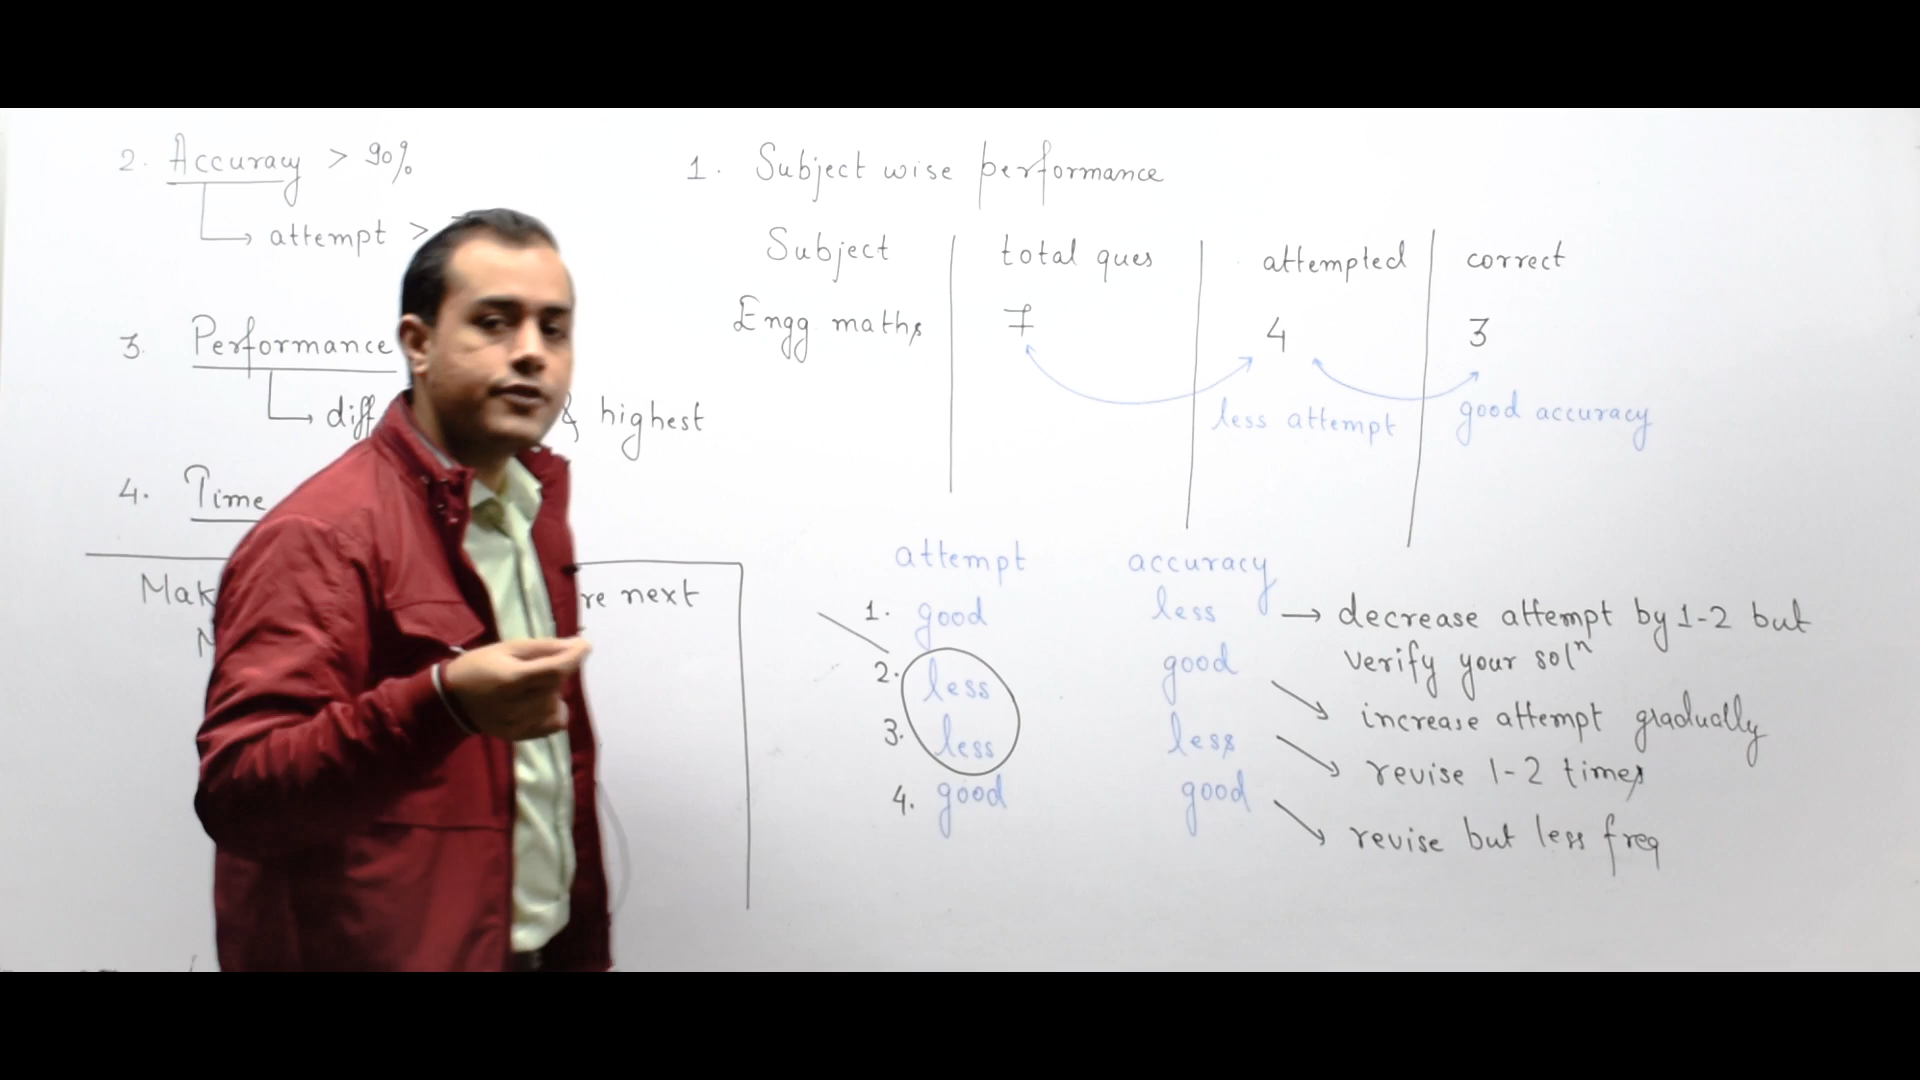 2. Accuracy > 90%
attempt >
3. Performance
diff & highest
4. Time
re next
1. Subject wise performance
Subject total ques attempted correct
Engg maths 7 4 3
less attempt good accuracy
attempt accuracy
1. good less → decrease attempt by 1-2 but
verify your solⁿ
2. less good
increase attempt gradually
3. less less
revise 1-2 times
4. good good
revise but less freq